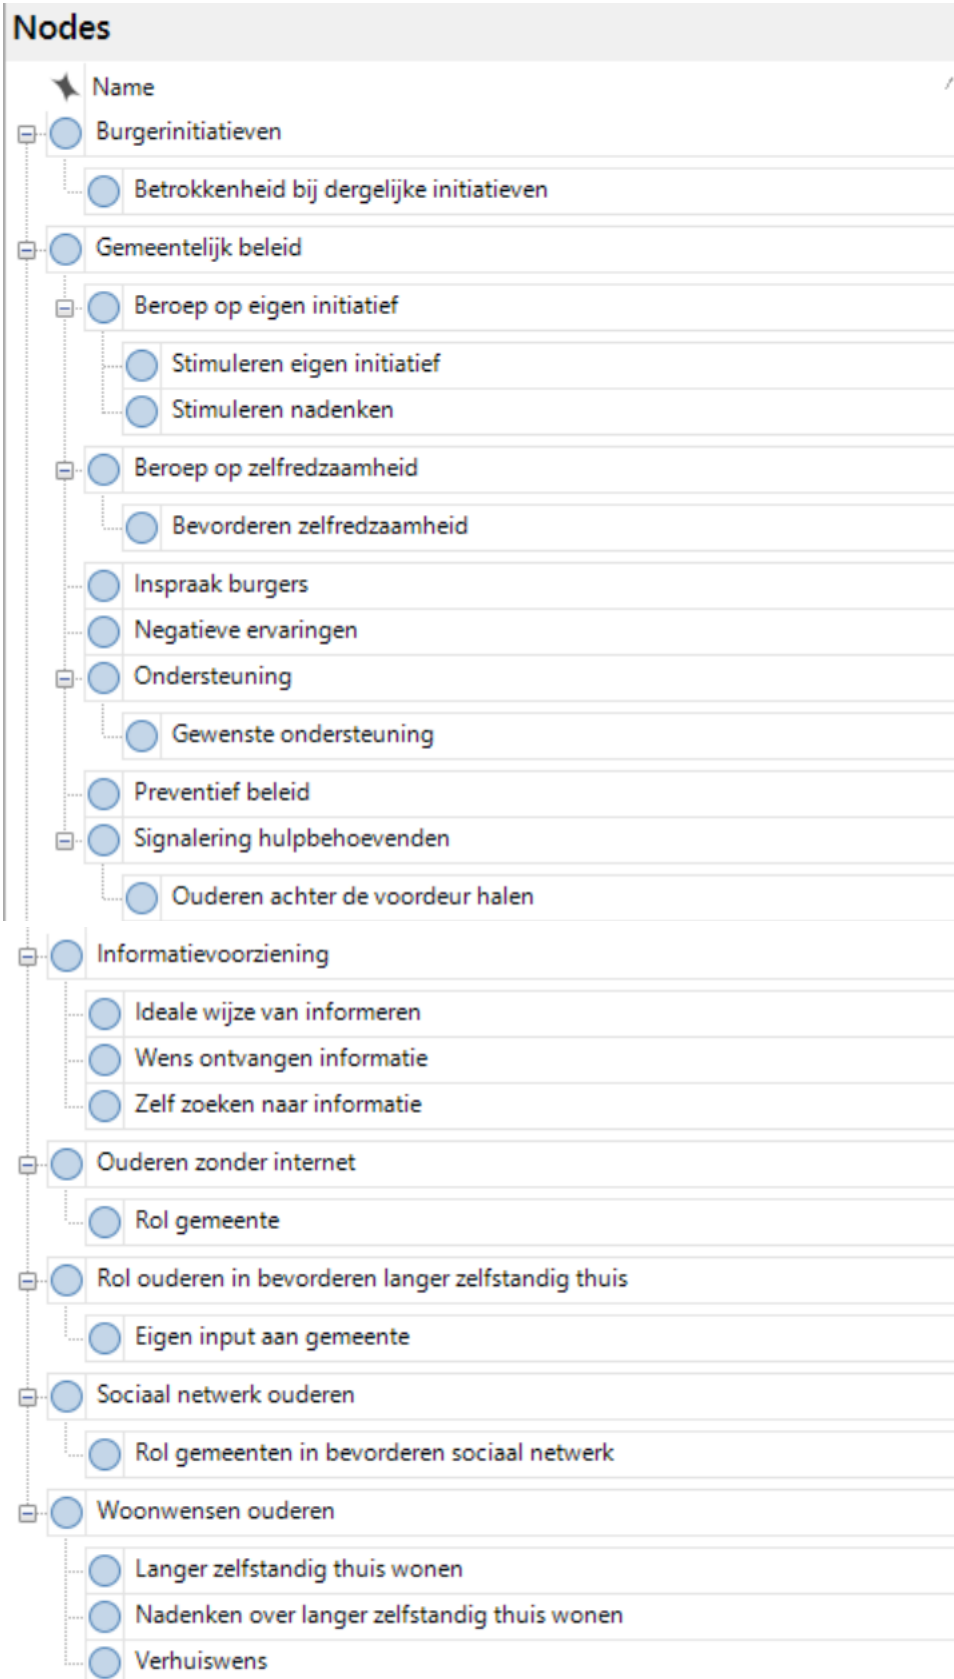 Nodes
Name
Burgerinitiatieven
Betrokkenheid bij dergelijke initiatieven
Gemeentelijk beleid
Beroep op eigen initiatief
Stimuleren eigen initiatief
Stimuleren nadenken
Beroep op zelfredzaamheid
Bevorderen zelfredzaamheid
Inspraak burgers
Negatieve ervaringen
Ondersteuning
Gewenste ondersteuning
Preventief beleid
Signalering hulpbehoevenden
Ouderen achter de voordeur halen
Informatievoorziening
Ideale wijze van informeren
Wens ontvangen informatie
Zelf zoeken naar informatie
Ouderen zonder internet
Rol gemeente
Rol ouderen in bevorderen langer zelfstandig thuis
Eigen input aan gemeente
Sociaal netwerk ouderen
Rol gemeenten in bevorderen sociaal netwerk
Woonwensen ouderen
Langer zelfstandig thuis wonen
Nadenken over langer zelfstandig thuis wonen
Verhuiswens